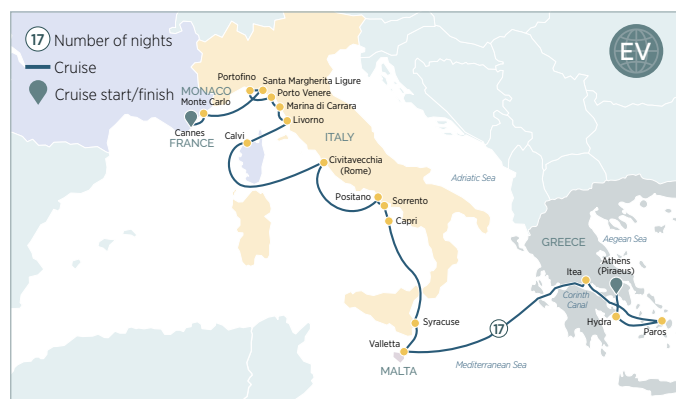 17 Number of nights
Cruise
Cruise start/finish
EV
Portofino
Santa Margherita Ligure
MONACO
Porto Venere
Monte Carlo
Marina di Carrara
Livorno
Cannes
FRANCE
Calvi
ITALY
Civitavecchia
(Rome)
Adriatic Sea
Positano
Sorrento
Capri
GREECE
Aegean Sea
Athens
(Piraeus)
Itea
Corinth
Canal
Syracuse
17
Hydra
Paros
Valletta
Mediterranean Sea
MALTA